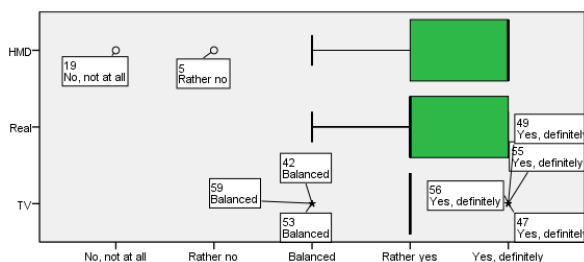 HMD
19
No, not at all
5
Rather no
Real
49
Yes, definitely
55
Yes, definitely
42
Balanced
59
Balanced
56
Yes, definitely
TV
53
Balanced
47
Yes, definitely
No, not at all
Rather no
Balanced
Rather yes
Yes, definitely